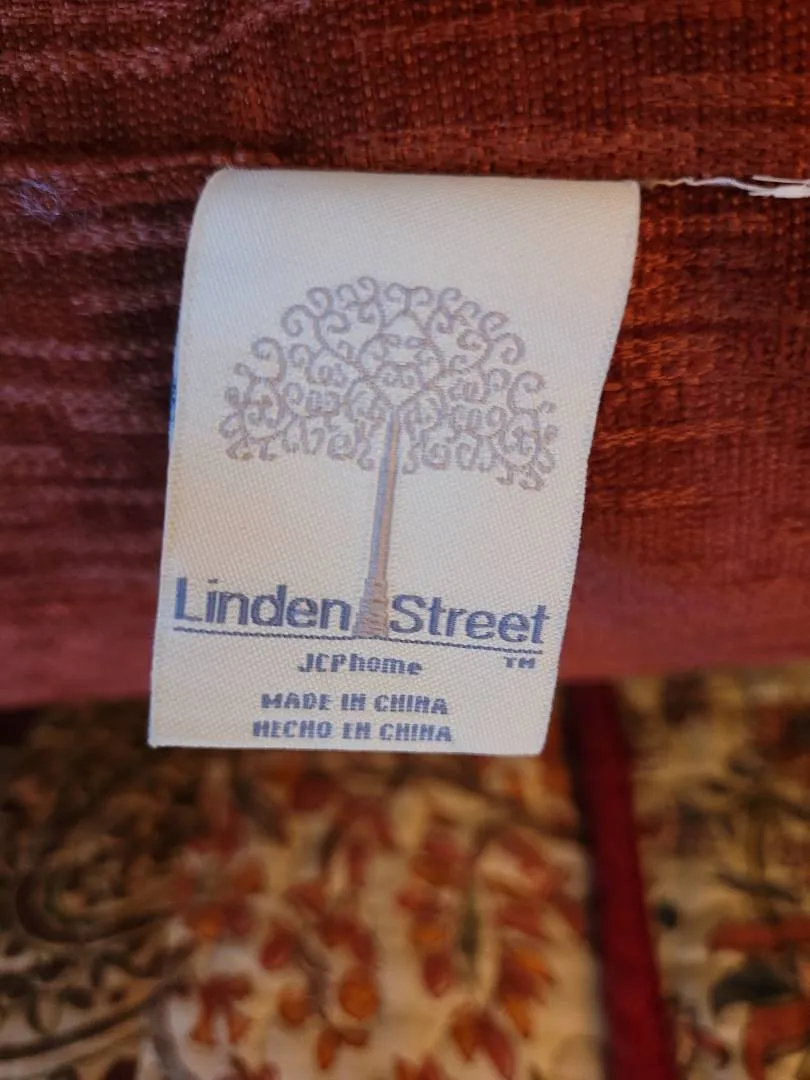 Linden Street
JCPhome ™
MADE IN CHINA
HECHO EN CHINA